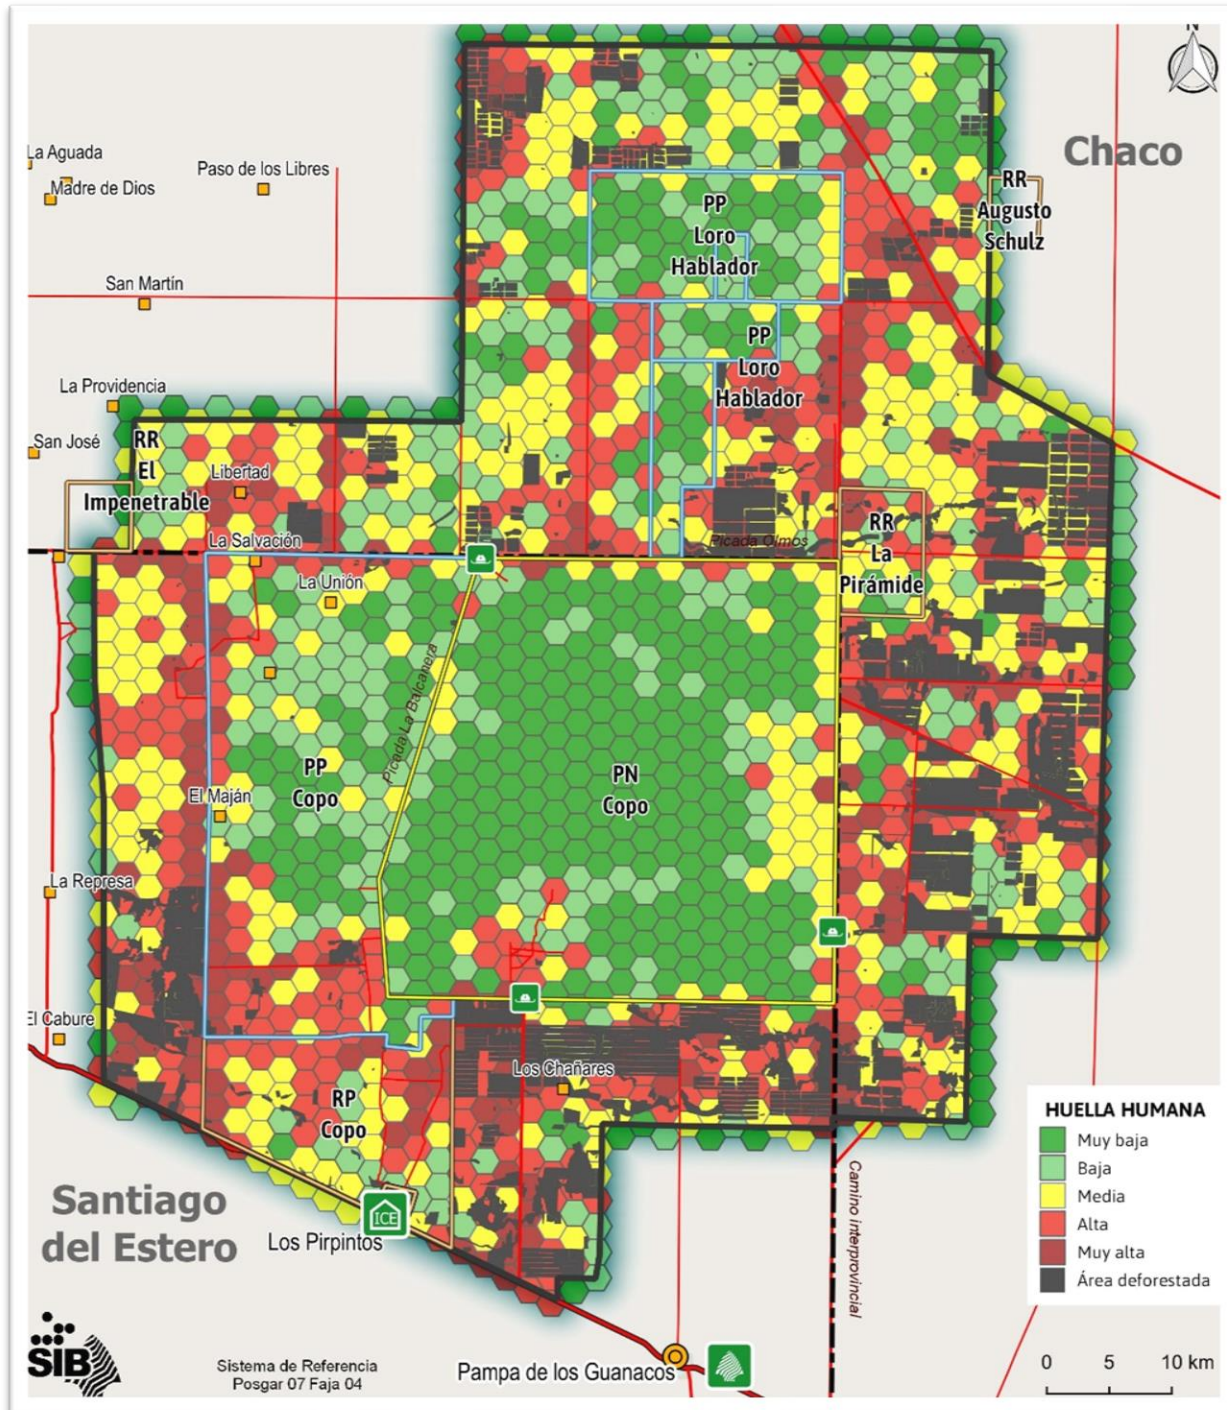 N
Chaco
La Aguada
Madre de Dios
Paso de los Libres
RR
Augusto
Schulz
PP
Loro
Hablador
San Martín
PP
Loro
Hablador
La Providencia
San José
RR
El
Impenetrable
Libertad
La Salvación
Picada Olmos
RR
La
Pirámide
La Unión
Picada La Balcanera
PP
Copo
PN
Copo
El Maján
La Represa
El Cabure
Los Chañares
RP
Copo
HUELLA HUMANA
Muy baja
Baja
Media
Alta
Muy alta
Área deforestada
Santiago
del Estero
ICE
Los Pirpintos
Camino interprovincial
SIB
Sistema de Referencia
Posgar 07 Faja 04
Pampa de los Guanacos
0 5 10 km